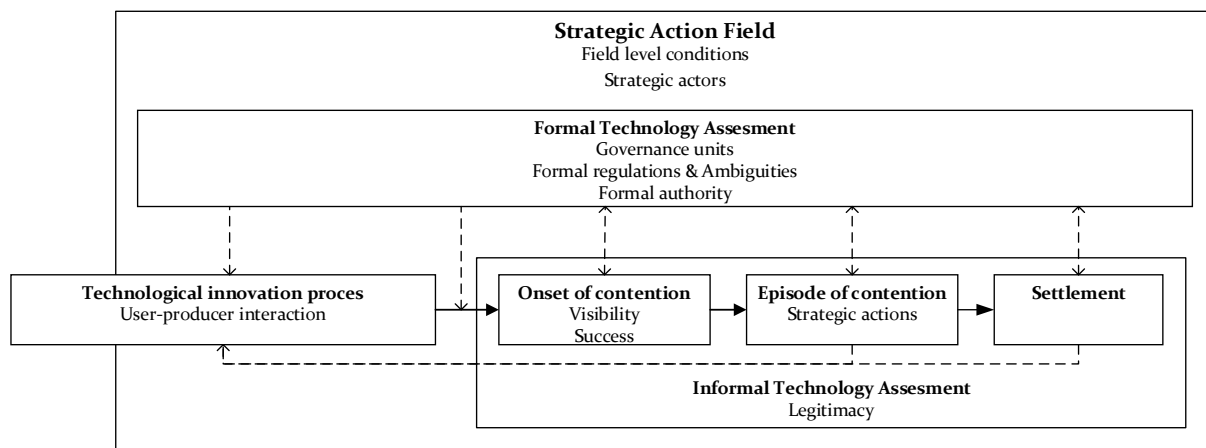 Strategic Action Field
Field level conditions
Strategic actors
Formal Technology Assesment
Governance units
Formal regulations & Ambiguities
Formal authority
Technological innovation proces
User-producer interaction
Onset of contention
Visibility
Success
Episode of contention
Strategic actions
Settlement
Informal Technology Assesment
Legitimacy